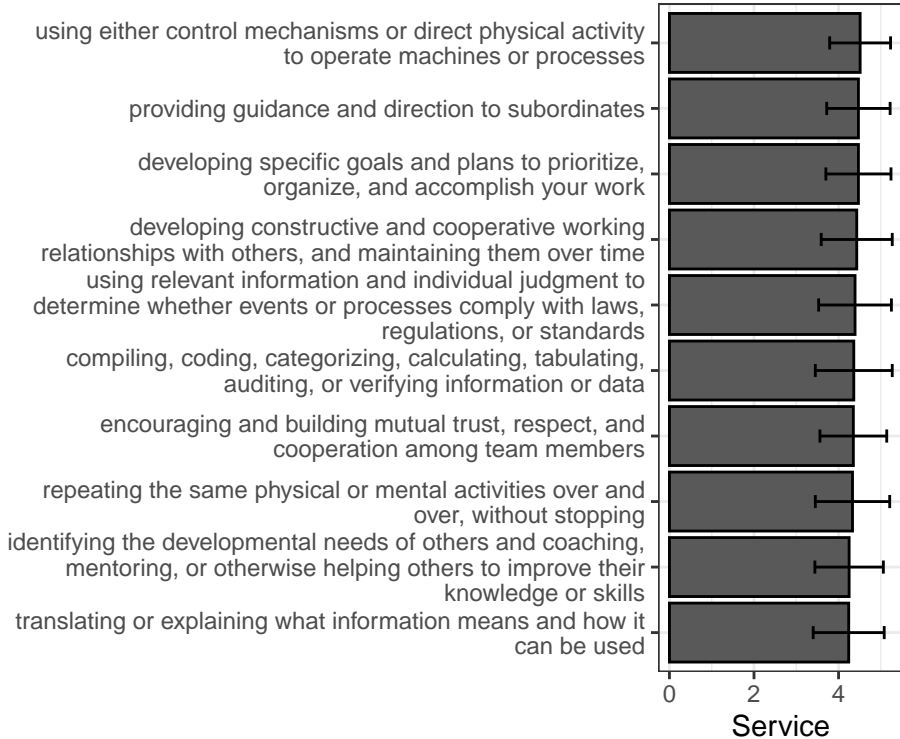 using either control mechanisms or direct physical activity
to operate machines or processes
providing guidance and direction to subordinates
developing specific goals and plans to prioritize,
organize, and accomplish your work
developing constructive and cooperative working
relationships with others, and maintaining them over time
using relevant information and individual judgment to
determine whether events or processes comply with laws,
regulations, or standards
compiling, coding, categorizing, calculating, tabulating,
auditing, or verifying information or data
encouraging and building mutual trust, respect, and
cooperation among team members
repeating the same physical or mental activities over and
over, without stopping
identifying the developmental needs of others and coaching,
mentoring, or otherwise helping others to improve their
knowledge or skills
translating or explaining what information means and how it
can be used
0 2 4
Service